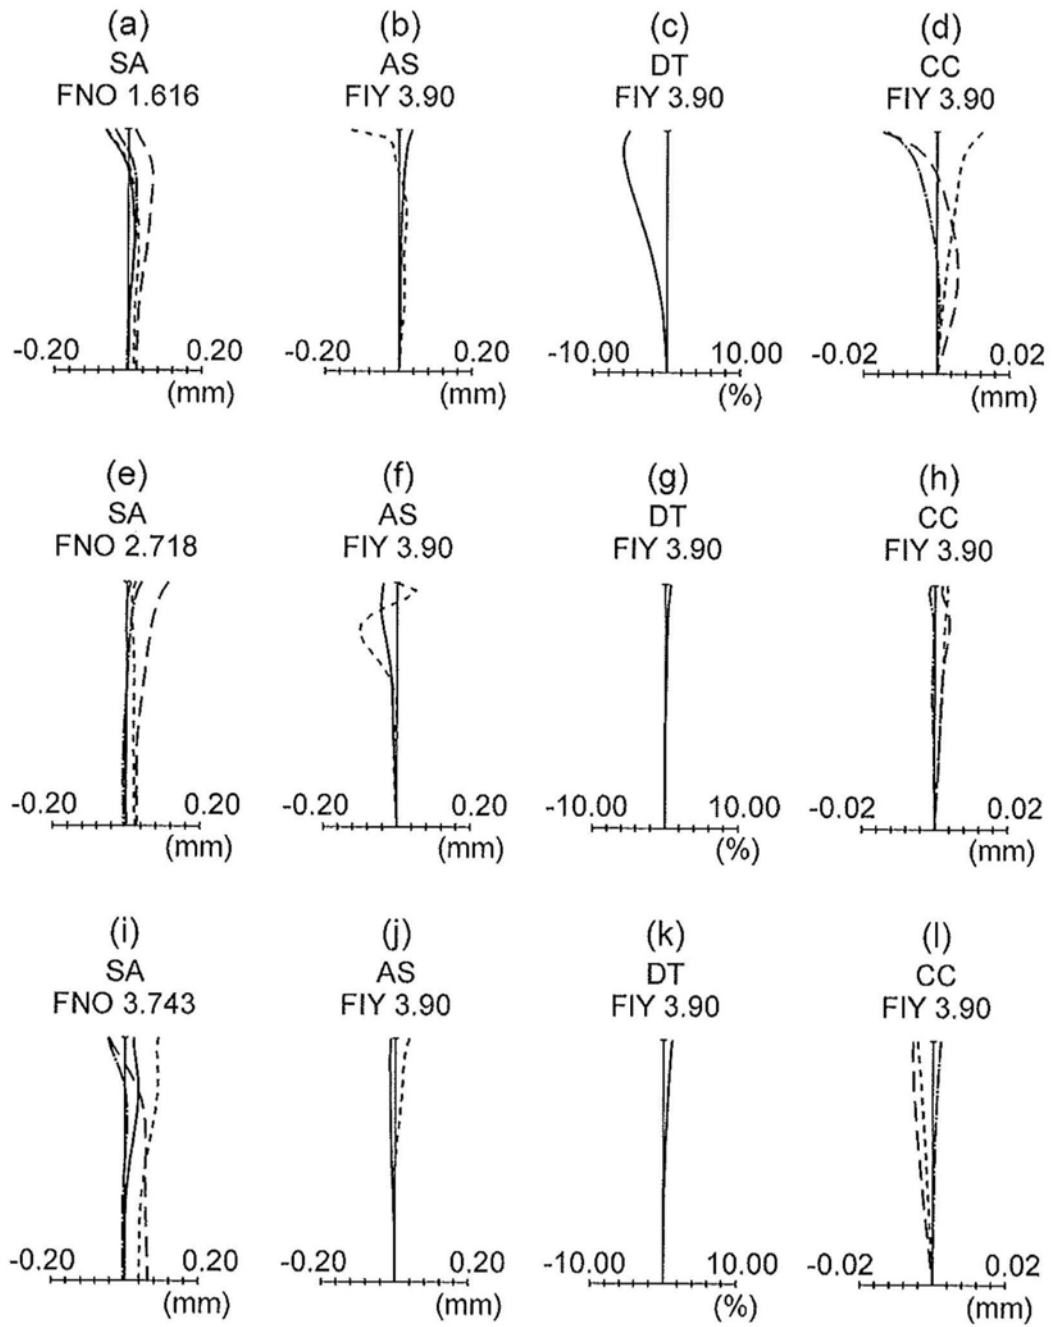 (a) (b) (c) (d)
SA AS DT CC
FNO 1.616 FIY 3.90 FIY 3.90 FIY 3.90
-0.20 0.20 -0.20 0.20 -10.00 10.00 -0.02 0.02
(mm) (mm) (%) (mm)
(e) (f) (g) (h)
SA AS DT CC
FNO 2.718 FIY 3.90 FIY 3.90 FIY 3.90
-0.20 0.20 -0.20 0.20 -10.00 10.00 -0.02 0.02
(mm) (mm) (%) (mm)
(i) (j) (k) (l)
SA AS DT CC
FNO 3.743 FIY 3.90 FIY 3.90 FIY 3.90
-0.20 0.20 -0.20 0.20 -10.00 10.00 -0.02 0.02
(mm) (mm) (%) (mm)